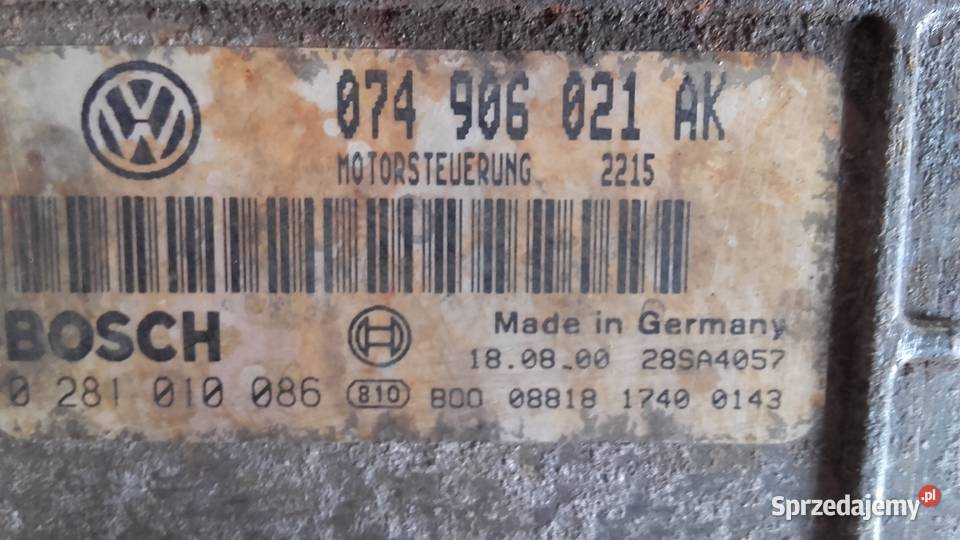 074 906 021 AK
MOTORSTEUERUNG 2215
BOSCH
Made in Germany
18.08.00 28SA4057
0 281 010 086 810 B00 08818 1740 0143
Sprzedajemy.pl